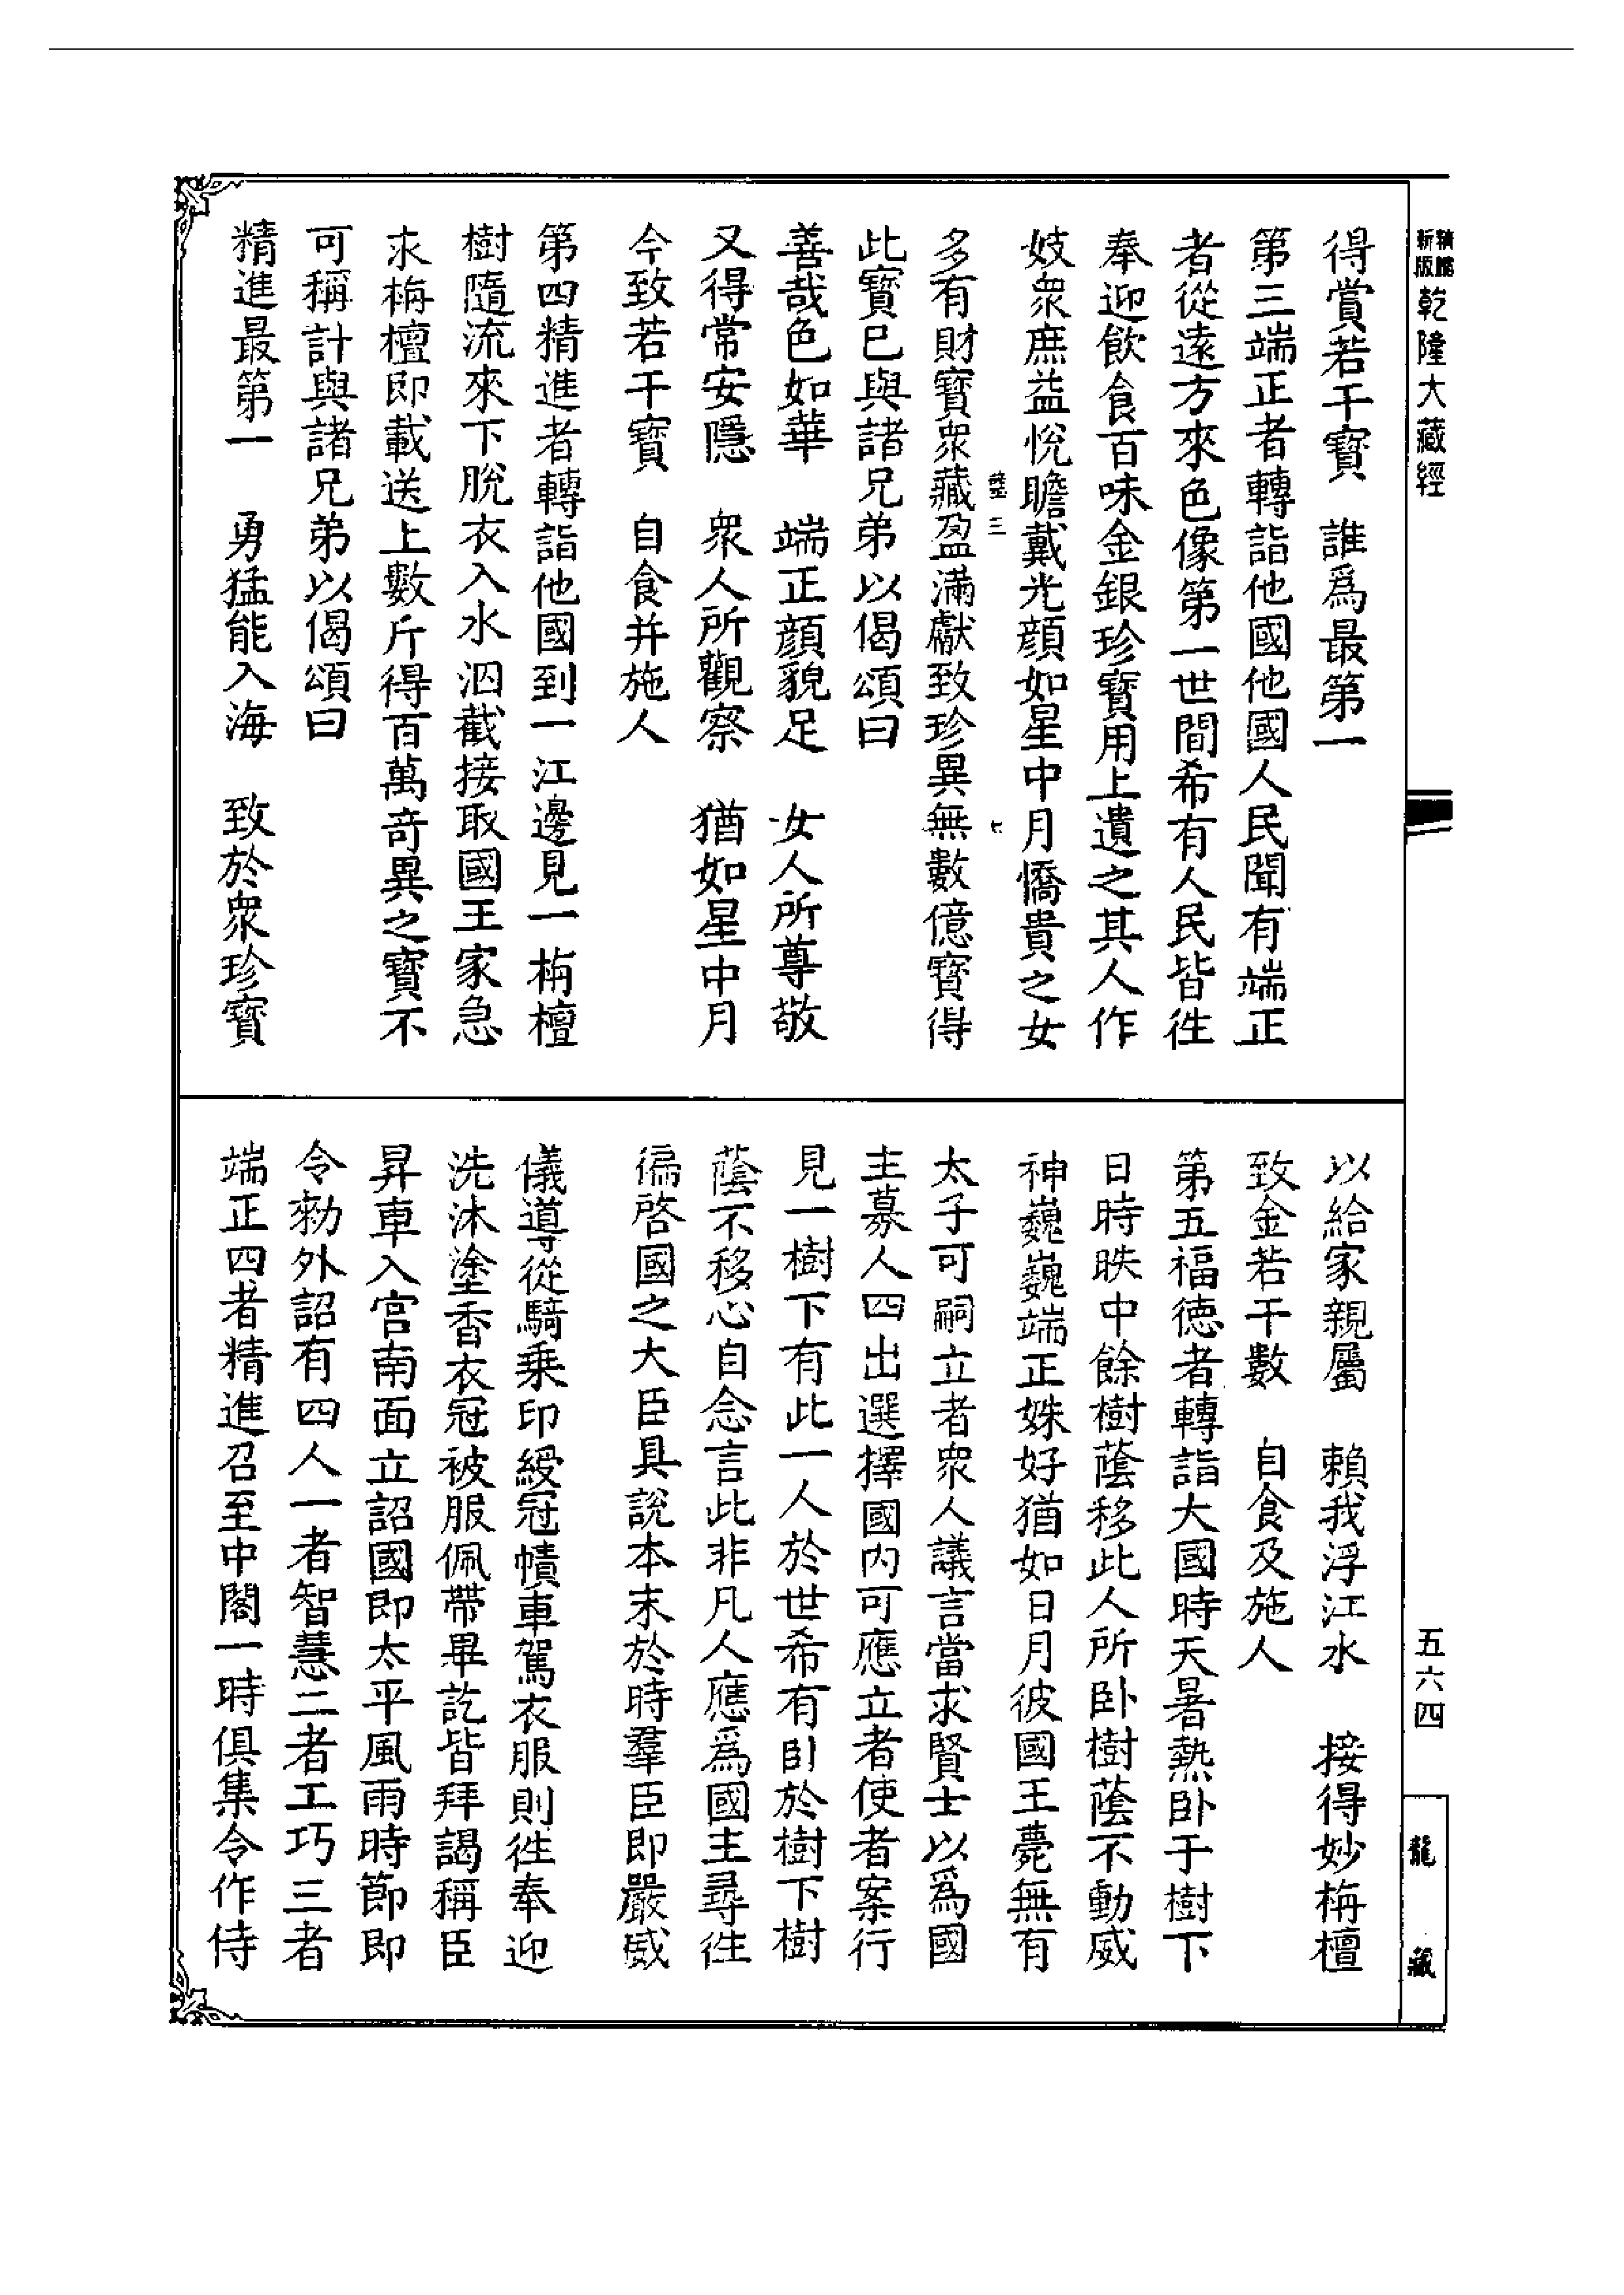 新版
精縮
乾隆大藏經
五六四
龍藏
得賞若干寶　誰爲最第一
第三端正者轉詣他國他國人民聞有端正
者從遠方來色像第一世間希有人民皆徃
奉迎飲食百味金銀珍寶用上遺之其人作
妓衆庶益悅瞻戴光顏如星中月憍貴之女
三　七
多有財寶衆藏盈滿獻致珍異無數億寶得
此寶已與諸兄弟以偈頌曰
善哉色如華　端正顏貌足　女人所尊敬
又得常安隱　衆人所觀察　猶如星中月
今致若干寶　自食并施人
第四精進者轉詣他國到一江邊見一栴檀
樹隨流來下脫衣入水泅截接取國王家急
求栴檀即載送上數斤得百萬奇異之寶不
可稱計與諸兄弟以偈頌曰
精進最第一　勇猛能入海　致於衆珍寶
以給家親屬　賴我浮江水　接得妙栴檀
致金若干數　自食及施人
第五福德者轉詣大國時天暑熱卧于樹下
日時昳中餘樹蔭移此人所卧樹蔭不動威
神巍巍端正姝好猶如日月彼國王薨無有
太子可嗣立者衆人議言當求賢士以爲國
主募人四出選擇國内可應立者使者案行
見一樹下有此一人於世希有卧於樹下樹
蔭不移心自念言此非凡人應爲國主尋徃
徧啓國之大臣具說本末於時羣臣即嚴威
儀導從騎乘印綬冠幘車駕衣服則徃奉迎
洗沐塗香衣冠被服佩帶畢訖皆拜謁稱臣
昇車入宮南面立詔國即太平風雨時節即
令勑外詔有四人一者智慧二者工巧三者
端正四者精進召至中閤一時俱集令作侍